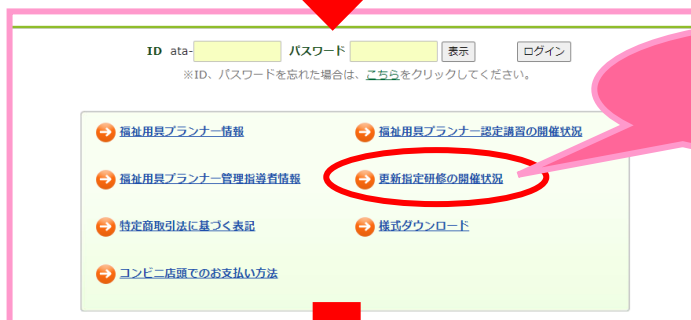 ID ata- パスワード 表示 ログイン
※ID、パスワードを忘れた場合は、こちらをクリックしてください。
福祉用具プランナー情報 福祉用具プランナー認定講習の開催状況
福祉用具プランナー管理指導者情報 更新指定研修の開催状況
特定商取引法に基づく表記 様式ダウンロード
コンビニ店頭でのお支払い方法